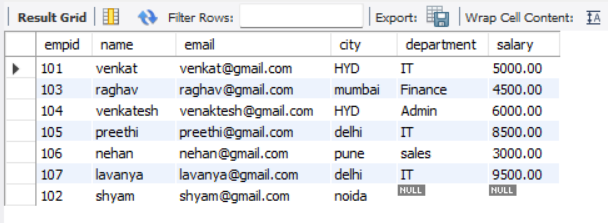 Result Grid Filter Rows: Export: Wrap Cell Content: IA
empid name email city department salary
101 venkat venkat@gmail.com HYD IT 5000.00
103 raghav raghav@gmail.com mumbai Finance 4500.00
104 venkatesh venaktesh@gmail.com HYD Admin 6000.00
105 preethi preethi@gmail.com delhi IT 8500.00
106 nehan nehan@gmail.com pune sales 3000.00
107 lavanya lavanya@gmail.com delhi IT 9500.00
102 shyam shyam@gmail.com noida NULL NULL